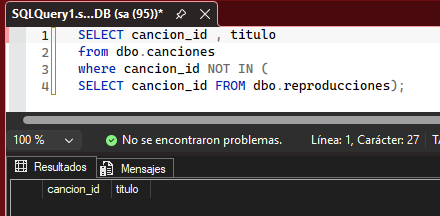 SQLQuery1.s...DB (sa (95))*
1 SELECT cancion_id , titulo
2 from dbo.canciones
3 where cancion_id NOT IN (
4 SELECT cancion_id FROM dbo.reproducciones);
100 % No se encontraron problemas. Línea: 1, Carácter: 27 TA
Resultados Mensajes
cancion_id titulo